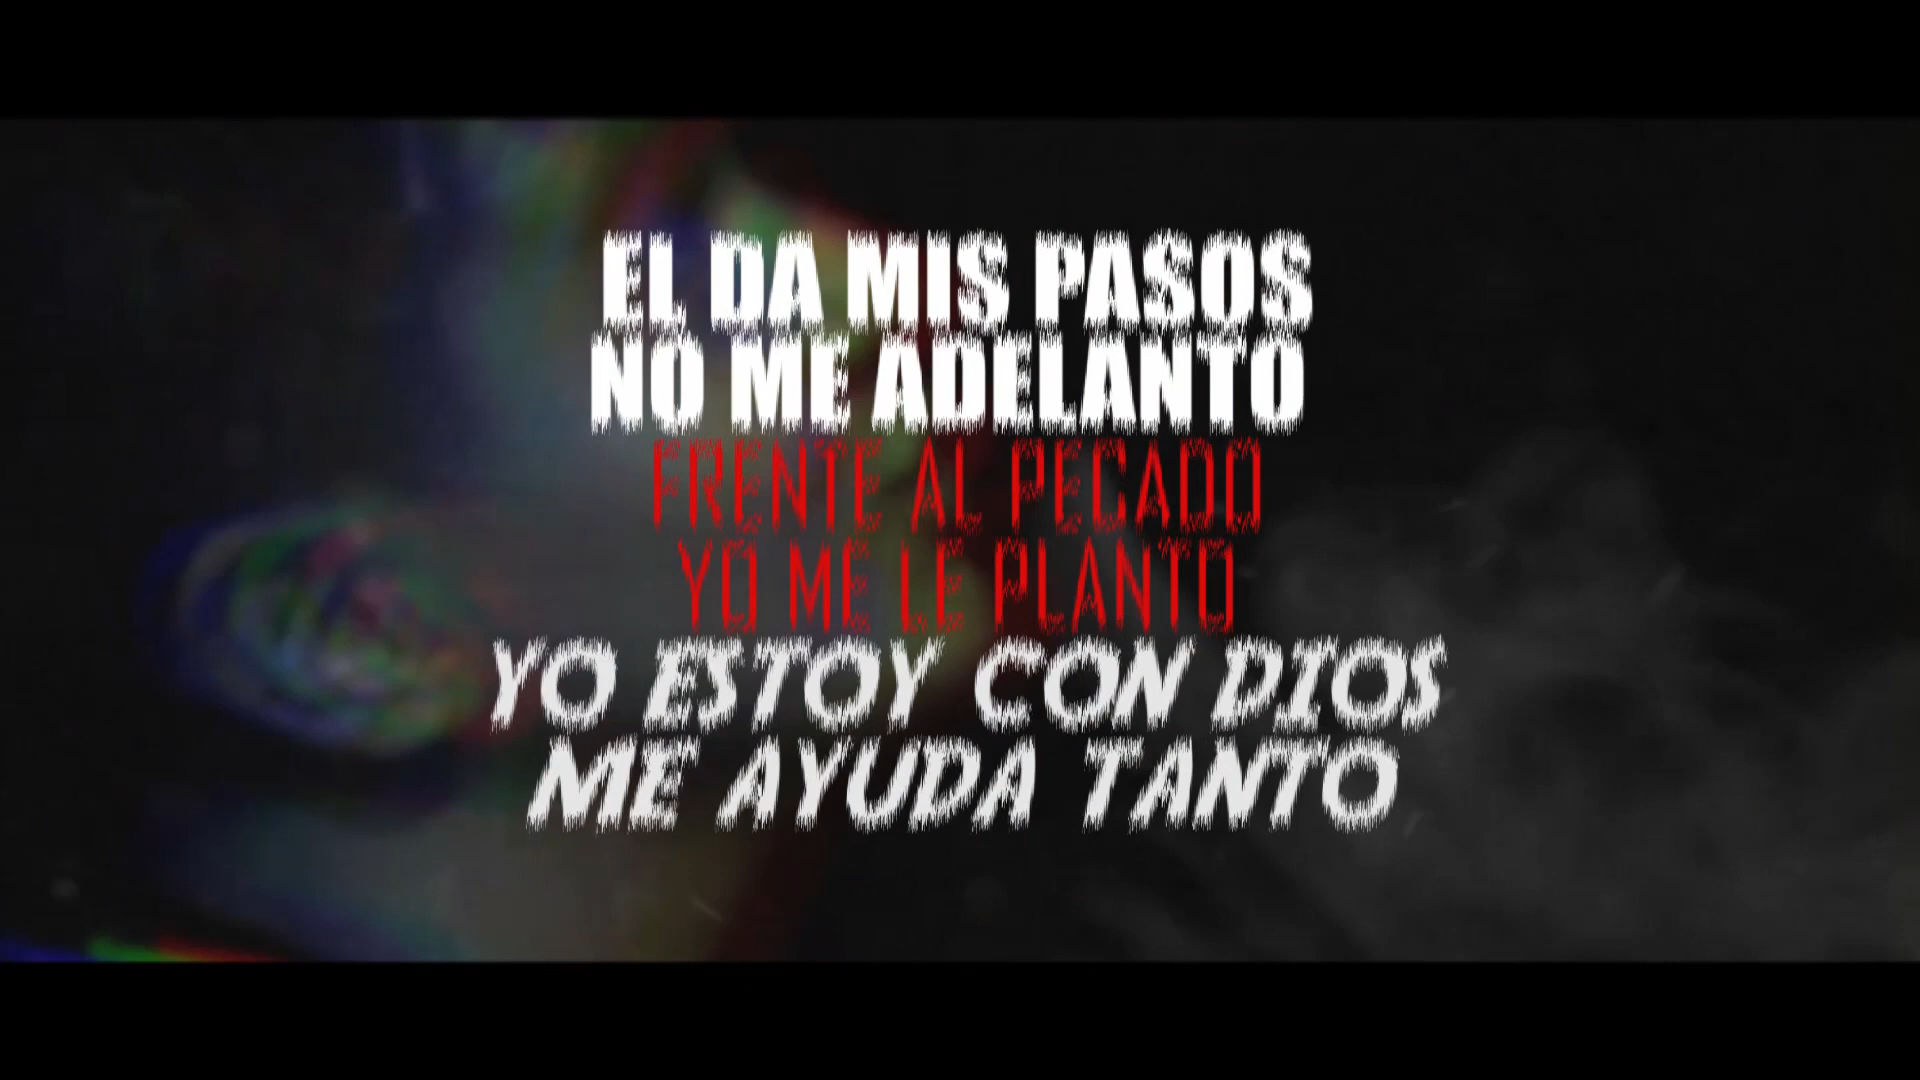 EL DA MIS PASOS
NO ME ADELANTO
FRENTE AL PECADO
YO ME LE PLANTO
YO ESTOY CON DIOS
ME AYUDA TANTO